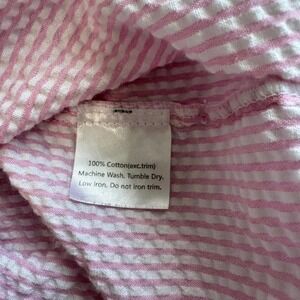 100% Cotton(exc.trim)
Machine Wash. Tumble Dry.
Low iron. Do not iron trim.